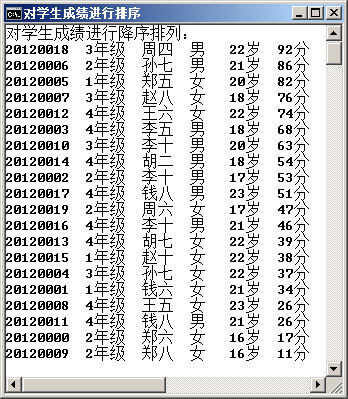 对学生成绩进行排序
对学生成绩进行降序排列：
20120018 3年级 周四 男 22岁 92分
20120006 2年级 孙七 男 21岁 86分
20120005 1年级 郑五 女 20岁 82分
20120007 3年级 赵八 女 18岁 76分
20120012 4年级 王六 女 22岁 74分
20120003 4年级 李五 男 18岁 68分
20120010 3年级 李十 男 20岁 63分
20120014 4年级 胡二 男 18岁 54分
20120002 2年级 李十 男 17岁 53分
20120017 4年级 钱八 男 23岁 51分
20120019 2年级 周六 女 17岁 47分
20120016 4年级 李十 男 21岁 46分
20120013 4年级 胡七 女 22岁 39分
20120015 1年级 赵十 女 22岁 38分
20120004 3年级 孙七 女 22岁 37分
20120001 1年级 钱六 女 21岁 34分
20120008 4年级 王五 女 23岁 26分
20120011 4年级 钱八 男 21岁 26分
20120000 2年级 郑六 女 16岁 17分
20120009 2年级 郑八 女 16岁 11分